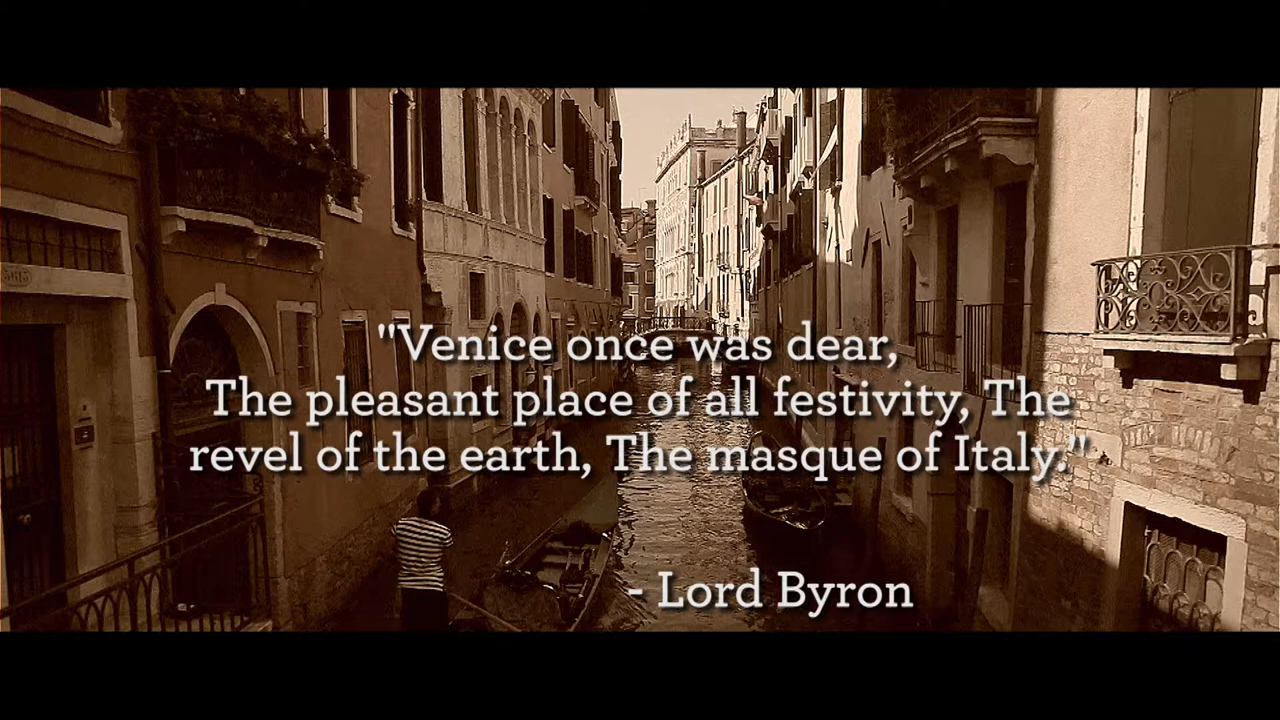 5615
"Venice once was dear,
The pleasant place of all festivity, The
revel of the earth, The masque of Italy."
- Lord Byron